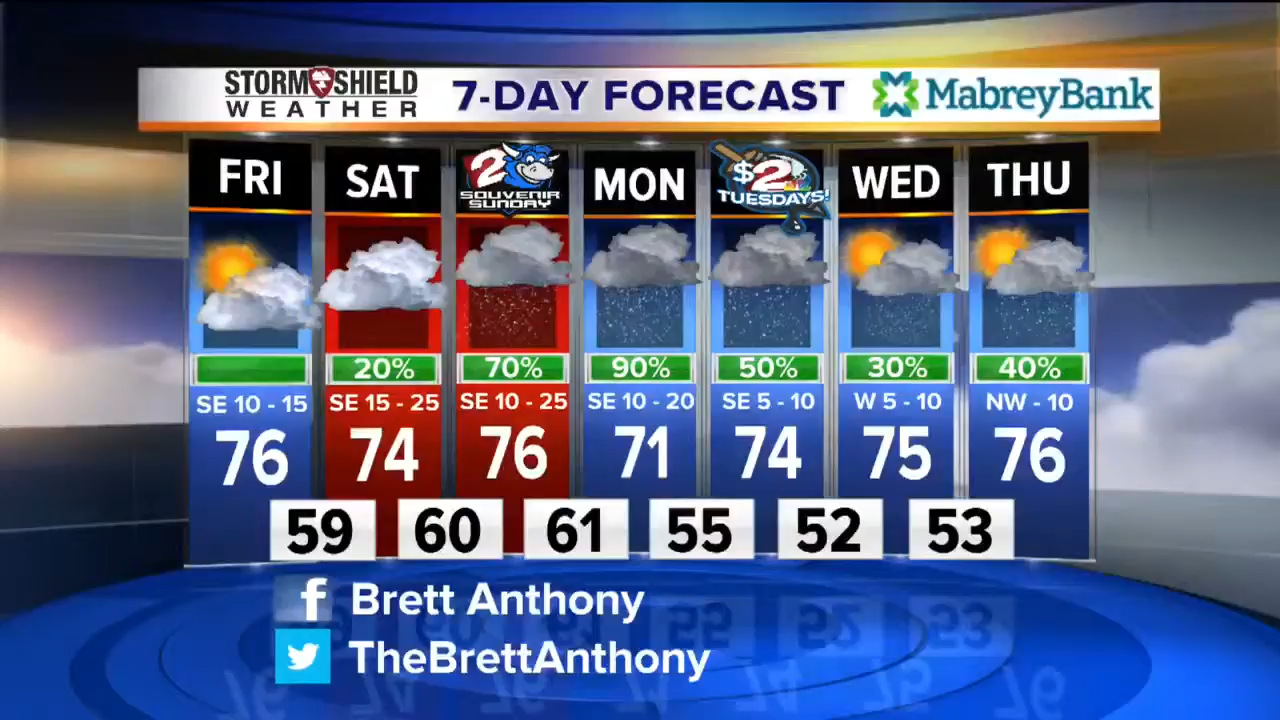 STORM SHIELD
WEATHER
7-DAY FORECAST
MabreyBank
FRI SAT 2 SOUVENIR SUNDAY MON $2 TUESDAYS! WED THU
20% 70% 90% 50% 30% 40%
SE 10 - 15 SE 15 - 25 SE 10 - 25 SE 10 - 20 SE 5 - 10 W 5 - 10 NW - 10
76 74 76 71 74 75 76
59 60 61 55 52 53
f Brett Anthony
TheBrettAnthony